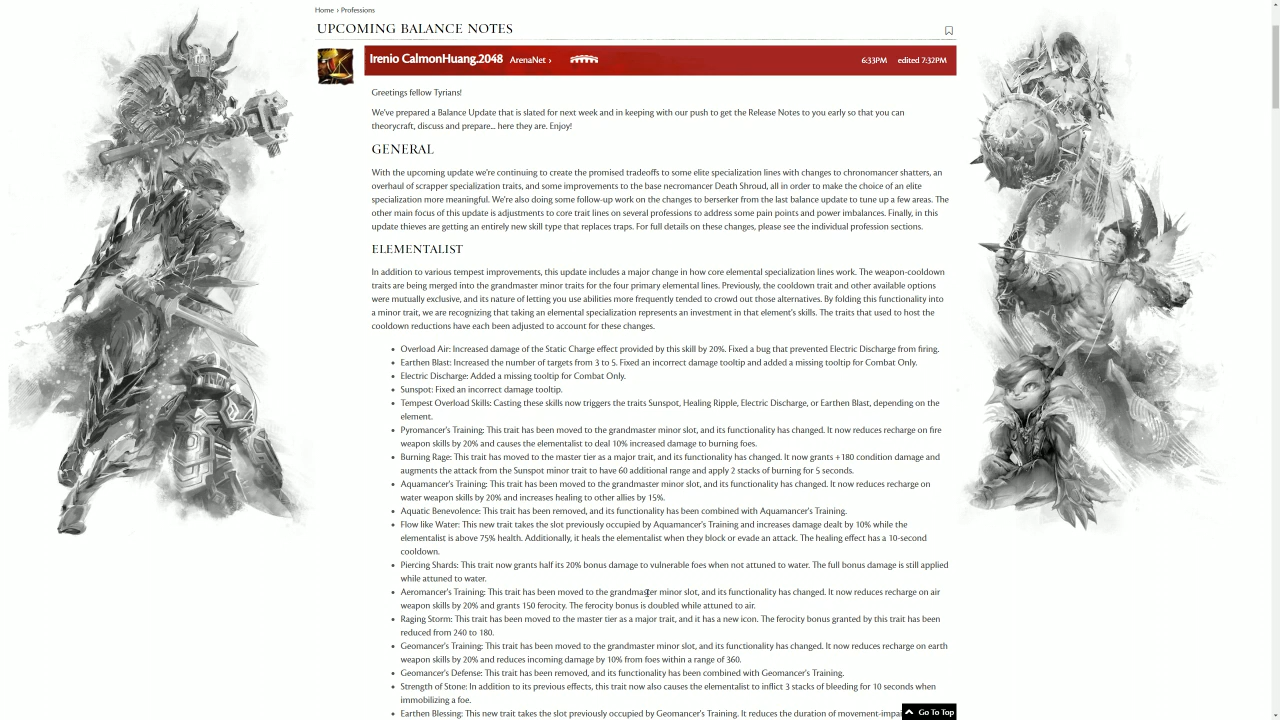 Home › Professions
UPCOMING BALANCE NOTES
Irenio CalmonHuang.2048 ArenaNet › 6:33PM edited 7:32PM
Greetings fellow Tyrians!
We've prepared a Balance Update that is slated for next week and in keeping with our push to get the Release Notes to you early so that you can
theorycraft, discuss and prepare... here they are. Enjoy!
GENERAL
With the upcoming update we're continuing to create the promised tradeoffs to some elite specialization lines with changes to chronomancer shatters, an
overhaul of scrapper specialization traits, and some improvements to the base necromancer Death Shroud, all in order to make the choice of an elite
specialization more meaningful. We're also doing some follow-up work on the changes to berserker from the last balance update to tune up a few areas. The
other main focus of this update is adjustments to core trait lines on several professions to address some pain points and power imbalances. Finally, in this
update thieves are getting an entirely new skill type that replaces traps. For full details on these changes, please see the individual profession sections.
ELEMENTALIST
In addition to various tempest improvements, this update includes a major change in how core elemental specialization lines work. The weapon-cooldown
traits are being merged into the grandmaster minor traits for the four primary elemental lines. Previously, the cooldown trait and other available options
were mutually exclusive, and its nature of letting you use abilities more frequently tended to crowd out those alternatives. By folding this functionality into
a minor trait, we are recognizing that taking an elemental specialization represents an investment in that element's skills. The traits that used to host the
cooldown reductions have each been adjusted to account for these changes.
• Overload Air: Increased damage of the Static Charge effect provided by this skill by 20%. Fixed a bug that prevented Electric Discharge from firing.
• Earthen Blast: Increased the number of targets from 3 to 5. Fixed an incorrect damage tooltip and added a missing tooltip for Combat Only.
• Electric Discharge: Added a missing tooltip for Combat Only.
• Sunspot: Fixed an incorrect damage tooltip.
• Tempest Overload Skills: Casting these skills now triggers the traits Sunspot, Healing Ripple, Electric Discharge, or Earthen Blast, depending on the
element.
• Pyromancer's Training: This trait has been moved to the grandmaster minor slot, and its functionality has changed. It now reduces recharge on fire
weapon skills by 20% and causes the elementalist to deal 10% increased damage to burning foes.
• Burning Rage: This trait has moved to the master tier as a major trait, and its functionality has changed. It now grants +180 condition damage and
augments the attack from the Sunspot minor trait to have 60 additional range and apply 2 stacks of burning for 5 seconds.
• Aquamancer's Training: This trait has been moved to the grandmaster minor slot, and its functionality has changed. It now reduces recharge on
water weapon skills by 20% and increases healing to other allies by 15%.
• Aquatic Benevolence: This trait has been removed, and its functionality has been combined with Aquamancer's Training.
• Flow like Water: This new trait takes the slot previously occupied by Aquamancer's Training and increases damage dealt by 10% while the
elementalist is above 75% health. Additionally, it heals the elementalist when they block or evade an attack. The healing effect has a 10-second
cooldown.
• Piercing Shards: This trait now grants half its 20% bonus damage to vulnerable foes when not attuned to water. The full bonus damage is still applied
while attuned to water.
• Aeromancer's Training: This trait has been moved to the grandmaster minor slot, and its functionality has changed. It now reduces recharge on air
weapon skills by 20% and grants 150 ferocity. The ferocity bonus is doubled while attuned to air.
• Raging Storm: This trait has been moved to the master tier as a major trait, and it has a new icon. The ferocity bonus granted by this trait has been
reduced from 240 to 180.
• Geomancer's Training: This trait has been moved to the grandmaster minor slot, and its functionality has changed. It now reduces recharge on earth
weapon skills by 20% and reduces incoming damage by 10% from foes within a range of 360.
• Geomancer's Defense: This trait has been removed, and its functionality has been combined with Geomancer's Training.
• Strength of Stone: In addition to its previous effects, this trait now also causes the elementalist to inflict 3 stacks of bleeding for 10 seconds when
immobilizing a foe.
• Earthen Blessing: This new trait takes the slot previously occupied by Geomancer's Training. It reduces the duration of
Go To Top